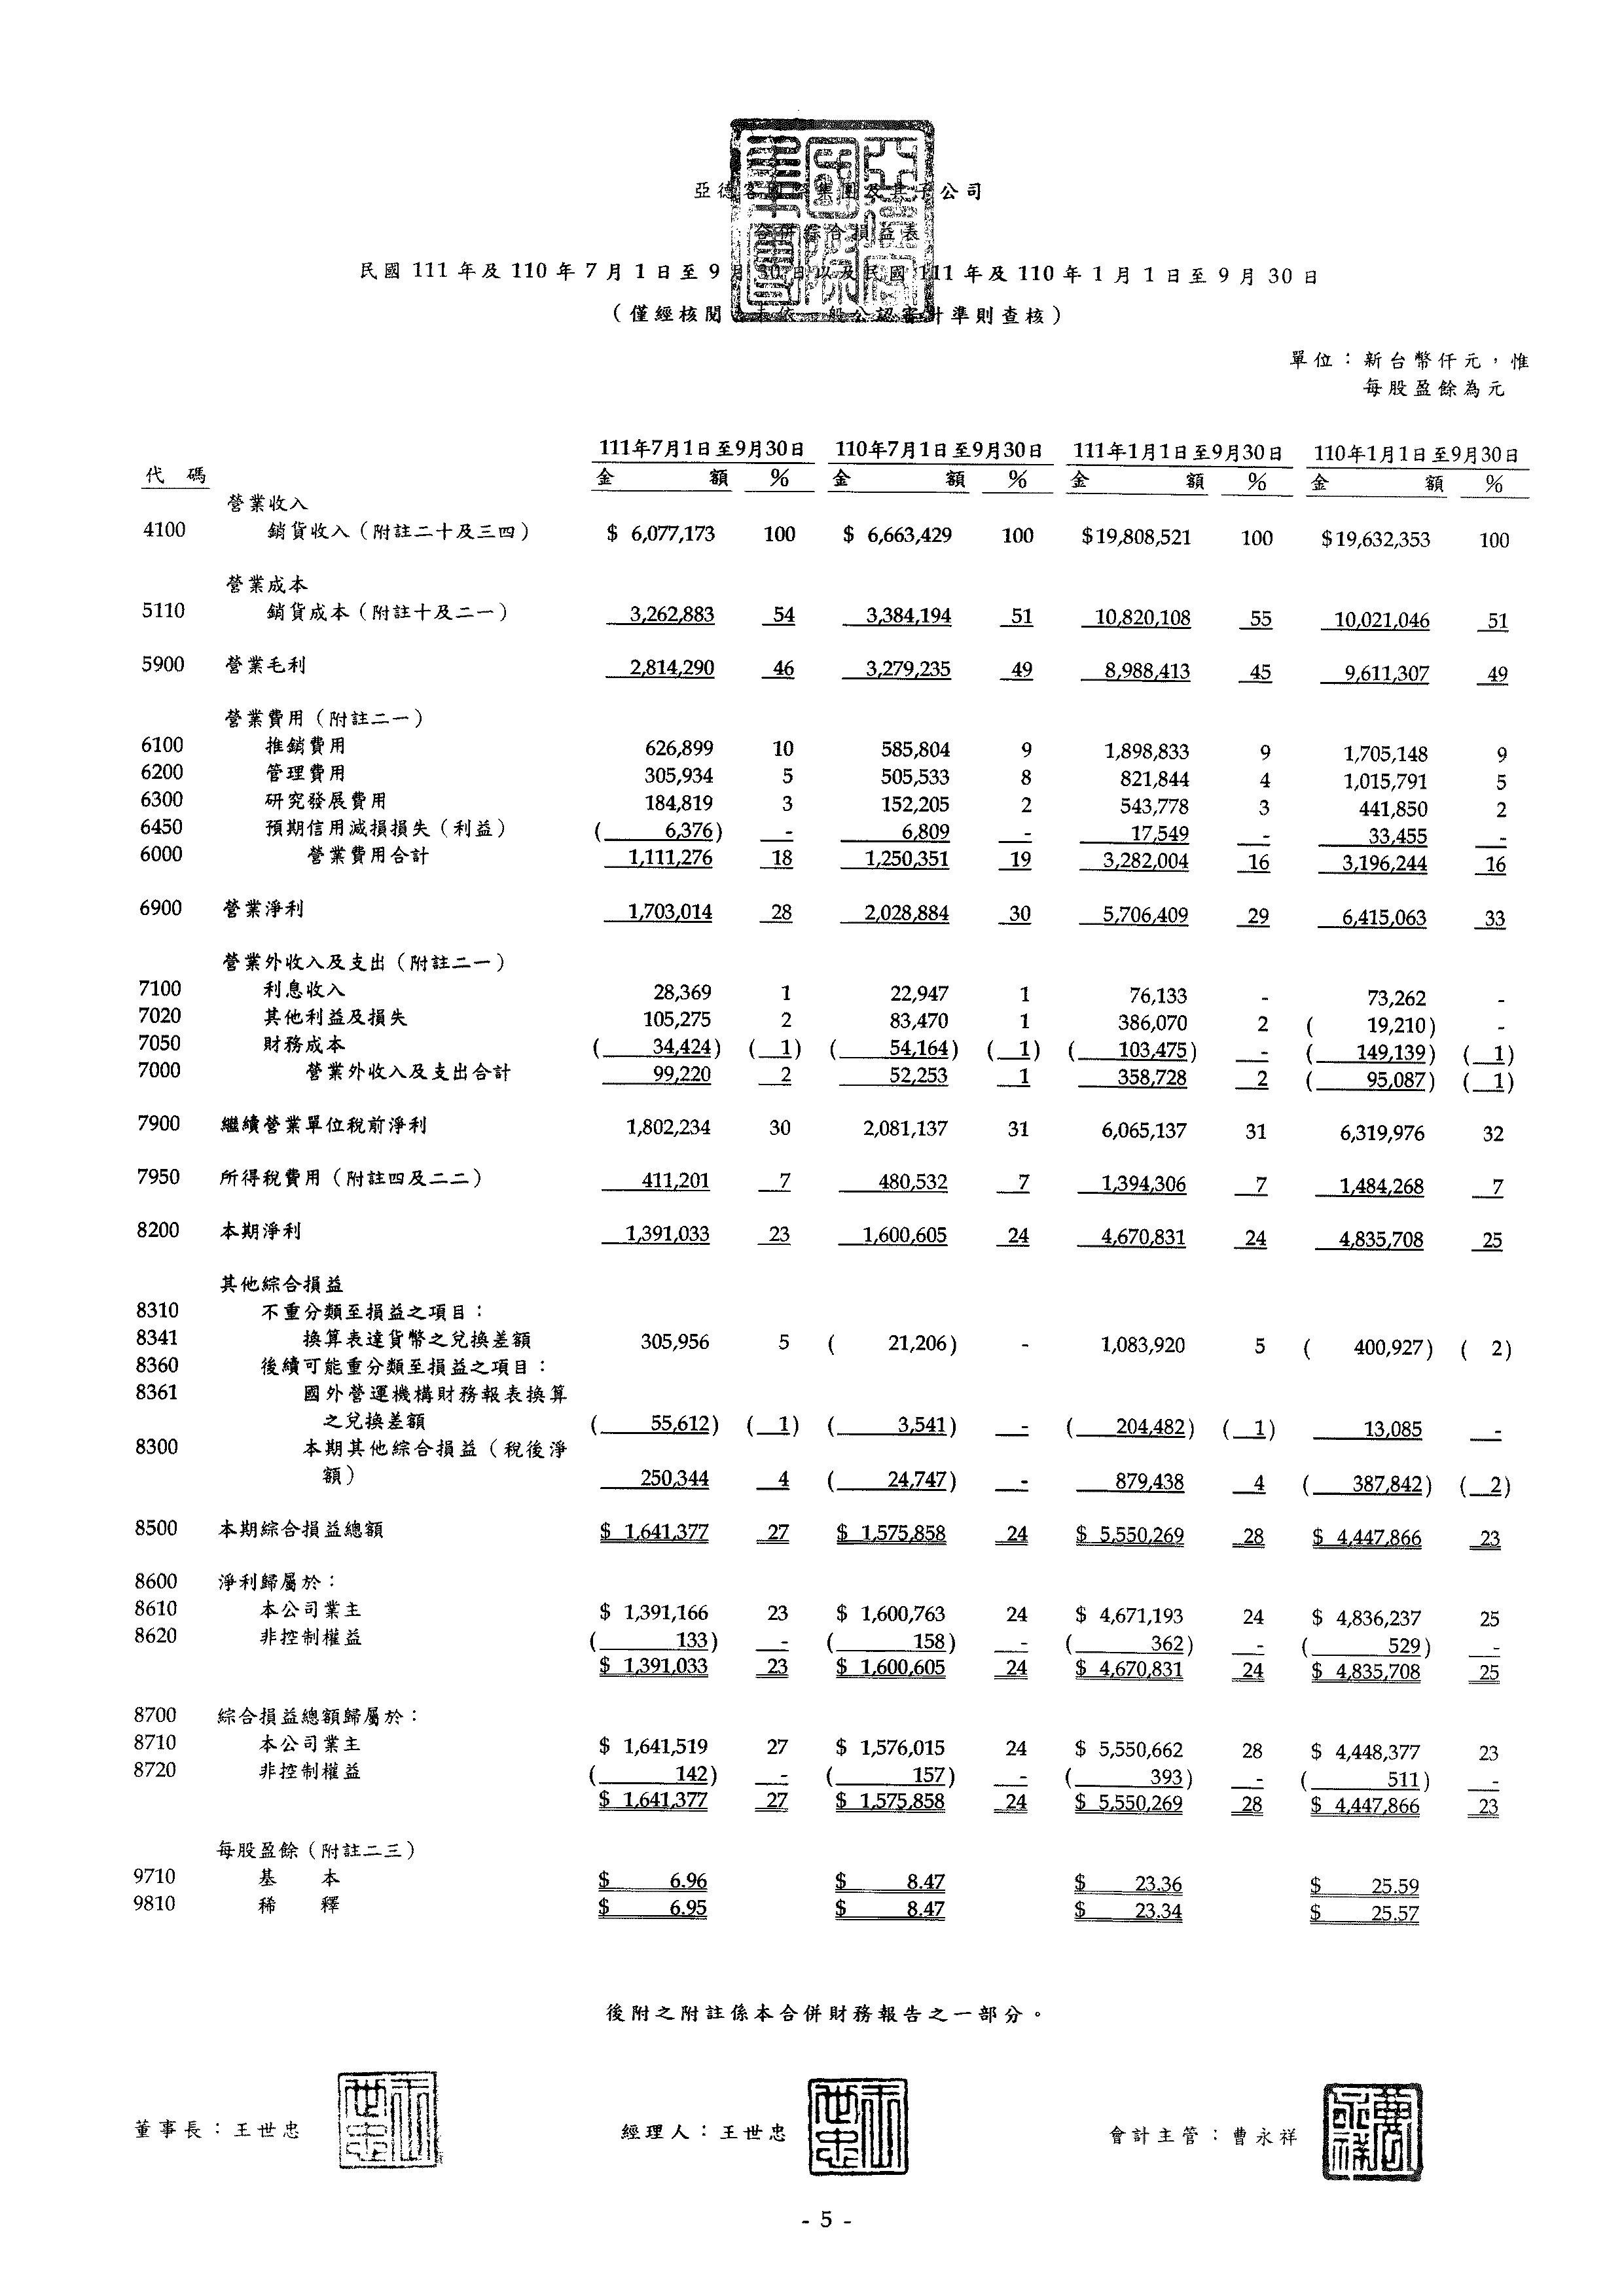 亞德客國際集團及其子公司
合併綜合損益表
民國 111 年及 110 年 7 月 1 日至 9 月 30 日以及民國 111 年及 110 年 1 月 1 日至 9 月 30 日
（僅經核閱，未依一般公認審計準則查核）
單位：新台幣仟元，惟
每股盈餘為元
111年7月1日至9月30日 110年7月1日至9月30日 111年1月1日至9月30日 110年1月1日至9月30日
代 碼 金 額 % 金 額 % 金 額 % 金 額 %
營業收入
4100 銷貨收入（附註二十及三四） $ 6,077,173 100 $ 6,663,429 100 $19,808,521 100 $19,632,353 100
營業成本
5110 銷貨成本（附註十及二一） 3,262,883 54 3,384,194 51 10,820,108 55 10,021,046 51
5900 營業毛利 2,814,290 46 3,279,235 49 8,988,413 45 9,611,307 49
營業費用（附註二一）
6100 推銷費用 626,899 10 585,804 9 1,898,833 9 1,705,148 9
6200 管理費用 305,934 5 505,533 8 821,844 4 1,015,791 5
6300 研究發展費用 184,819 3 152,205 2 543,778 3 441,850 2
6450 預期信用減損損失（利益） ( 6,376) - 6,809 - 17,549 - 33,455 -
6000 營業費用合計 1,111,276 18 1,250,351 19 3,282,004 16 3,196,244 16
6900 營業淨利 1,703,014 28 2,028,884 30 5,706,409 29 6,415,063 33
營業外收入及支出（附註二一）
7100 利息收入 28,369 1 22,947 1 76,133 - 73,262 -
7020 其他利益及損失 105,275 2 83,470 1 386,070 2 ( 19,210) -
7050 財務成本 ( 34,424) ( 1) ( 54,164) ( 1) ( 103,475) - ( 149,139) ( 1)
7000 營業外收入及支出合計 99,220 2 52,253 1 358,728 2 ( 95,087) ( 1)
7900 繼續營業單位稅前淨利 1,802,234 30 2,081,137 31 6,065,137 31 6,319,976 32
7950 所得稅費用（附註四及二二） 411,201 7 480,532 7 1,394,306 7 1,484,268 7
8200 本期淨利 1,391,033 23 1,600,605 24 4,670,831 24 4,835,708 25
其他綜合損益
8310 不重分類至損益之項目：
8341 換算表達貨幣之兌換差額 305,956 5 ( 21,206) - 1,083,920 5 ( 400,927) ( 2)
8360 後續可能重分類至損益之項目：
8361 國外營運機構財務報表換算
之兌換差額 ( 55,612) ( 1) ( 3,541) - ( 204,482) ( 1) 13,085 -
8300 本期其他綜合損益（稅後淨
額） 250,344 4 ( 24,747) - 879,438 4 ( 387,842) ( 2)
8500 本期綜合損益總額 $ 1,641,377 27 $ 1,575,858 24 $ 5,550,269 28 $ 4,447,866 23
8600 淨利歸屬於：
8610 本公司業主 $ 1,391,166 23 $ 1,600,763 24 $ 4,671,193 24 $ 4,836,237 25
8620 非控制權益 ( 133) - ( 158) - ( 362) - ( 529) -
$ 1,391,033 23 $ 1,600,605 24 $ 4,670,831 24 $ 4,835,708 25
8700 綜合損益總額歸屬於：
8710 本公司業主 $ 1,641,519 27 $ 1,576,015 24 $ 5,550,662 28 $ 4,448,377 23
8720 非控制權益 ( 142) - ( 157) - ( 393) - ( 511) -
$ 1,641,377 27 $ 1,575,858 24 $ 5,550,269 28 $ 4,447,866 23
每股盈餘（附註二三）
9710 基 本 $ 6.96 $ 8.47 $ 23.36 $ 25.59
9810 稀 釋 $ 6.95 $ 8.47 $ 23.34 $ 25.57
後附之附註係本合併財務報告之一部分。
董事長：王世忠 經理人：王世忠 會計主管：曹永祥
- 5 -